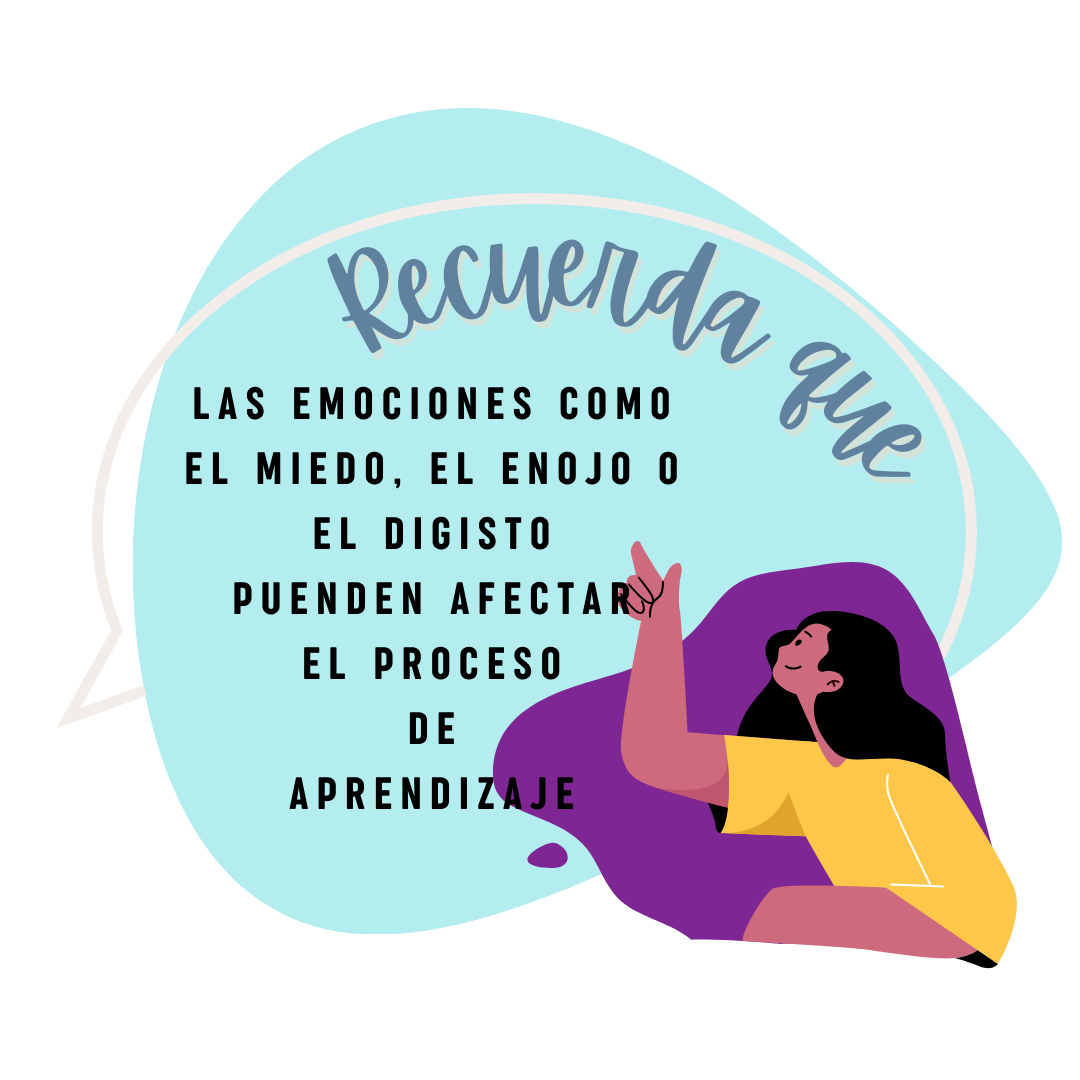 Recuerda que
LAS EMOCIONES COMO
EL MIEDO, EL ENOJO O
EL DIGISTO
PUENDEN AFECTAR
EL PROCESO
DE
APRENDIZAJE